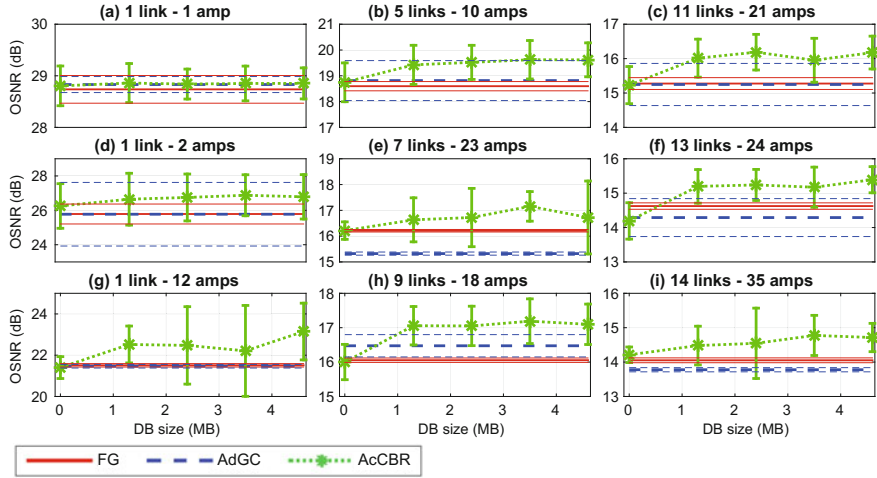 (a) 1 link - 1 amp
(b) 5 links - 10 amps
(c) 11 links - 21 amps
OSNR (dB)
30
29
28
27
26
21
20
19
18
17
17
16
15
14
13
(d) 1 link - 2 amps
(e) 7 links - 23 amps
(f) 13 links - 24 amps
OSNR (dB)
28
26
24
19
18
17
16
15
16
15
14
13
(g) 1 link - 12 amps
(h) 9 links - 18 amps
(i) 14 links - 35 amps
OSNR (dB)
24
22
20
18
17
16
15
16
15
14
13
0 1 2 3 4
0 1 2 3 4
0 1 2 3 4
DB size (MB)
DB size (MB)
DB size (MB)
FG
AdGC
AcCBR